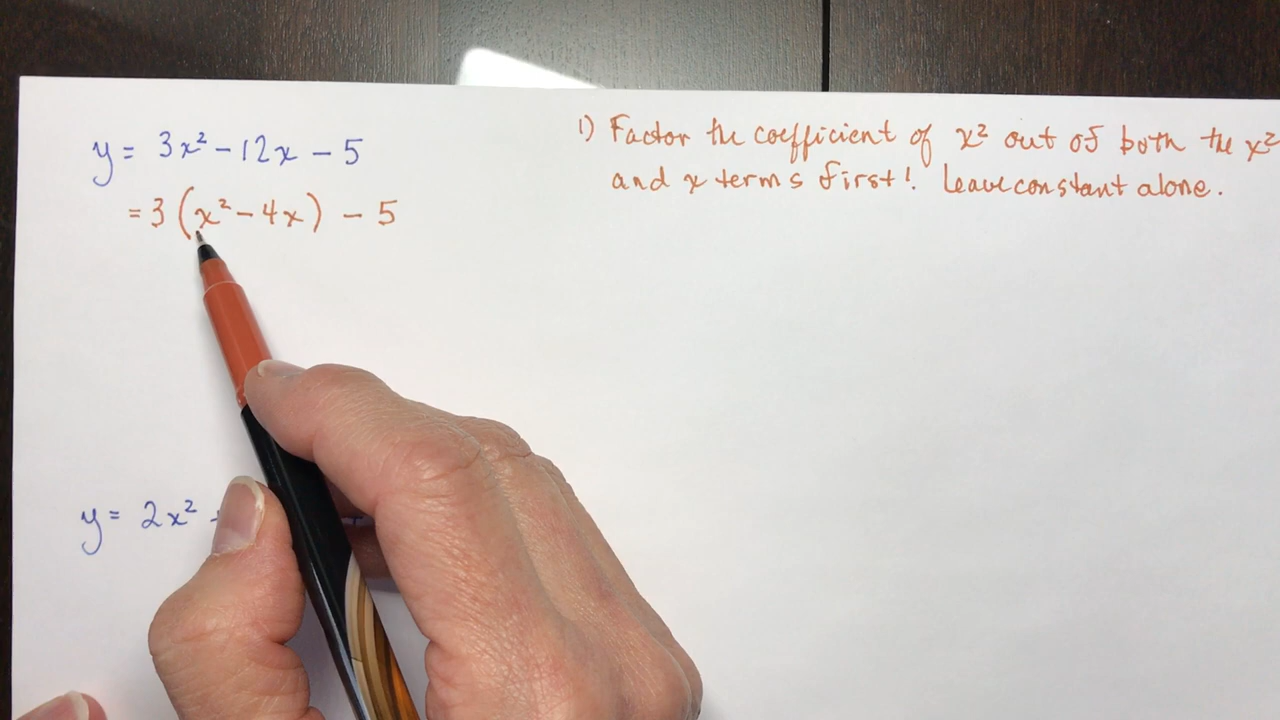 y = 3x² - 12x - 5
= 3(x² - 4x) - 5
1) Factor the coefficient of x² out of both the x²
and x terms first! Leave constant alone.
y = 2x² +